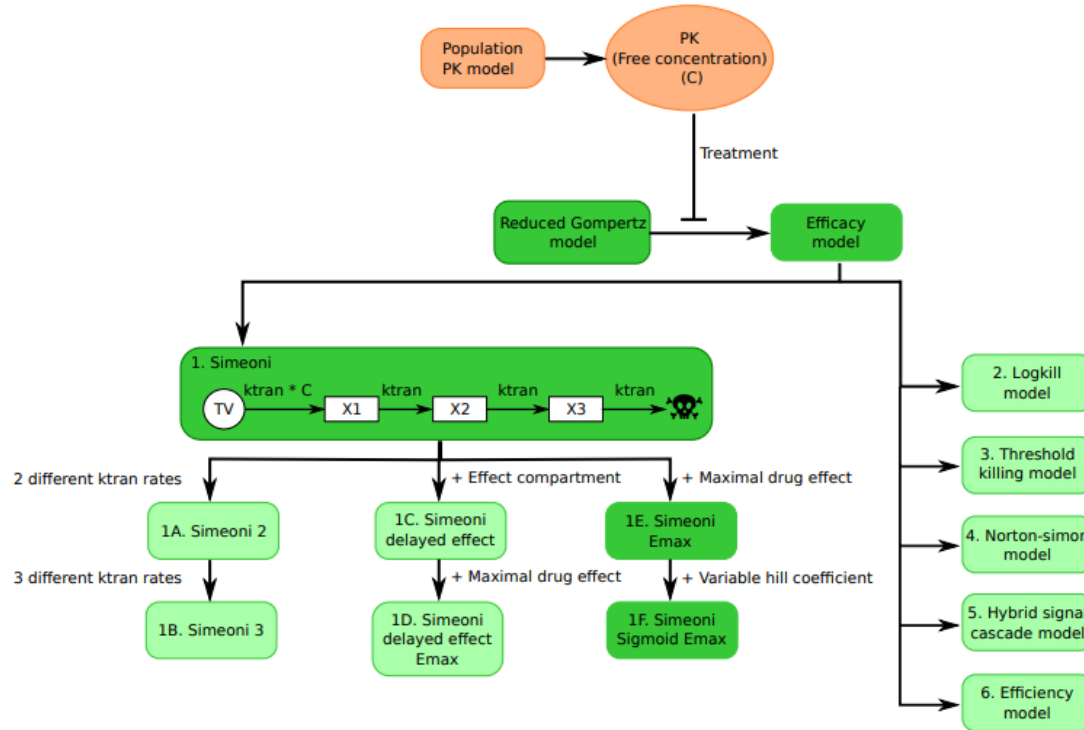 Population
PK model
PK
(Free concentration)
(C)
Treatment
Reduced Gompertz
model
Efficacy
model
1. Simeoni
TV
ktran * C
X1
ktran
X2
ktran
X3
ktran
2 different ktran rates
+ Effect compartment
+ Maximal drug effect
1A. Simeoni 2
1C. Simeoni
delayed effect
1E. Simeoni
Emax
3 different ktran rates
+ Maximal drug effect
+ Variable hill coefficient
1B. Simeoni 3
1D. Simeoni
delayed effect
Emax
1F. Simeoni
Sigmoid Emax
2. Logkill
model
3. Threshold
killing model
4. Norton-simon
model
5. Hybrid signal
cascade model
6. Efficiency
model